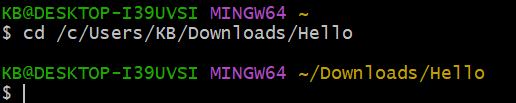 KB@DESKTOP-I39UVSI MINGW64 ~
$ cd /c/Users/KB/Downloads/Hello
KB@DESKTOP-I39UVSI MINGW64 ~/Downloads/Hello
$